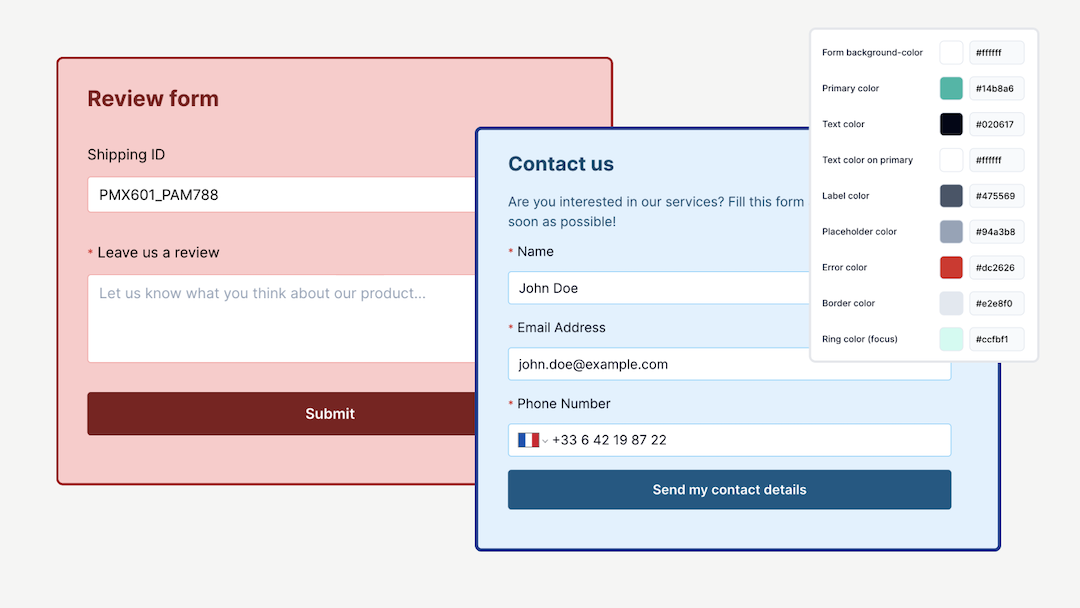 Review form
Shipping ID
PMX601_PAM788
* Leave us a review
Let us know what you think about our product...
Submit
Contact us
Are you interested in our services? Fill this form
soon as possible!
* Name
John Doe
* Email Address
john.doe@example.com
* Phone Number
+33 6 42 19 87 22
Send my contact details
Form background-color #ffffff
Primary color #14b8a6
Text color #020617
Text color on primary #ffffff
Label color #475569
Placeholder color #94a3b8
Error color #dc2626
Border color #e2e8f0
Ring color (focus) #ccfbf1